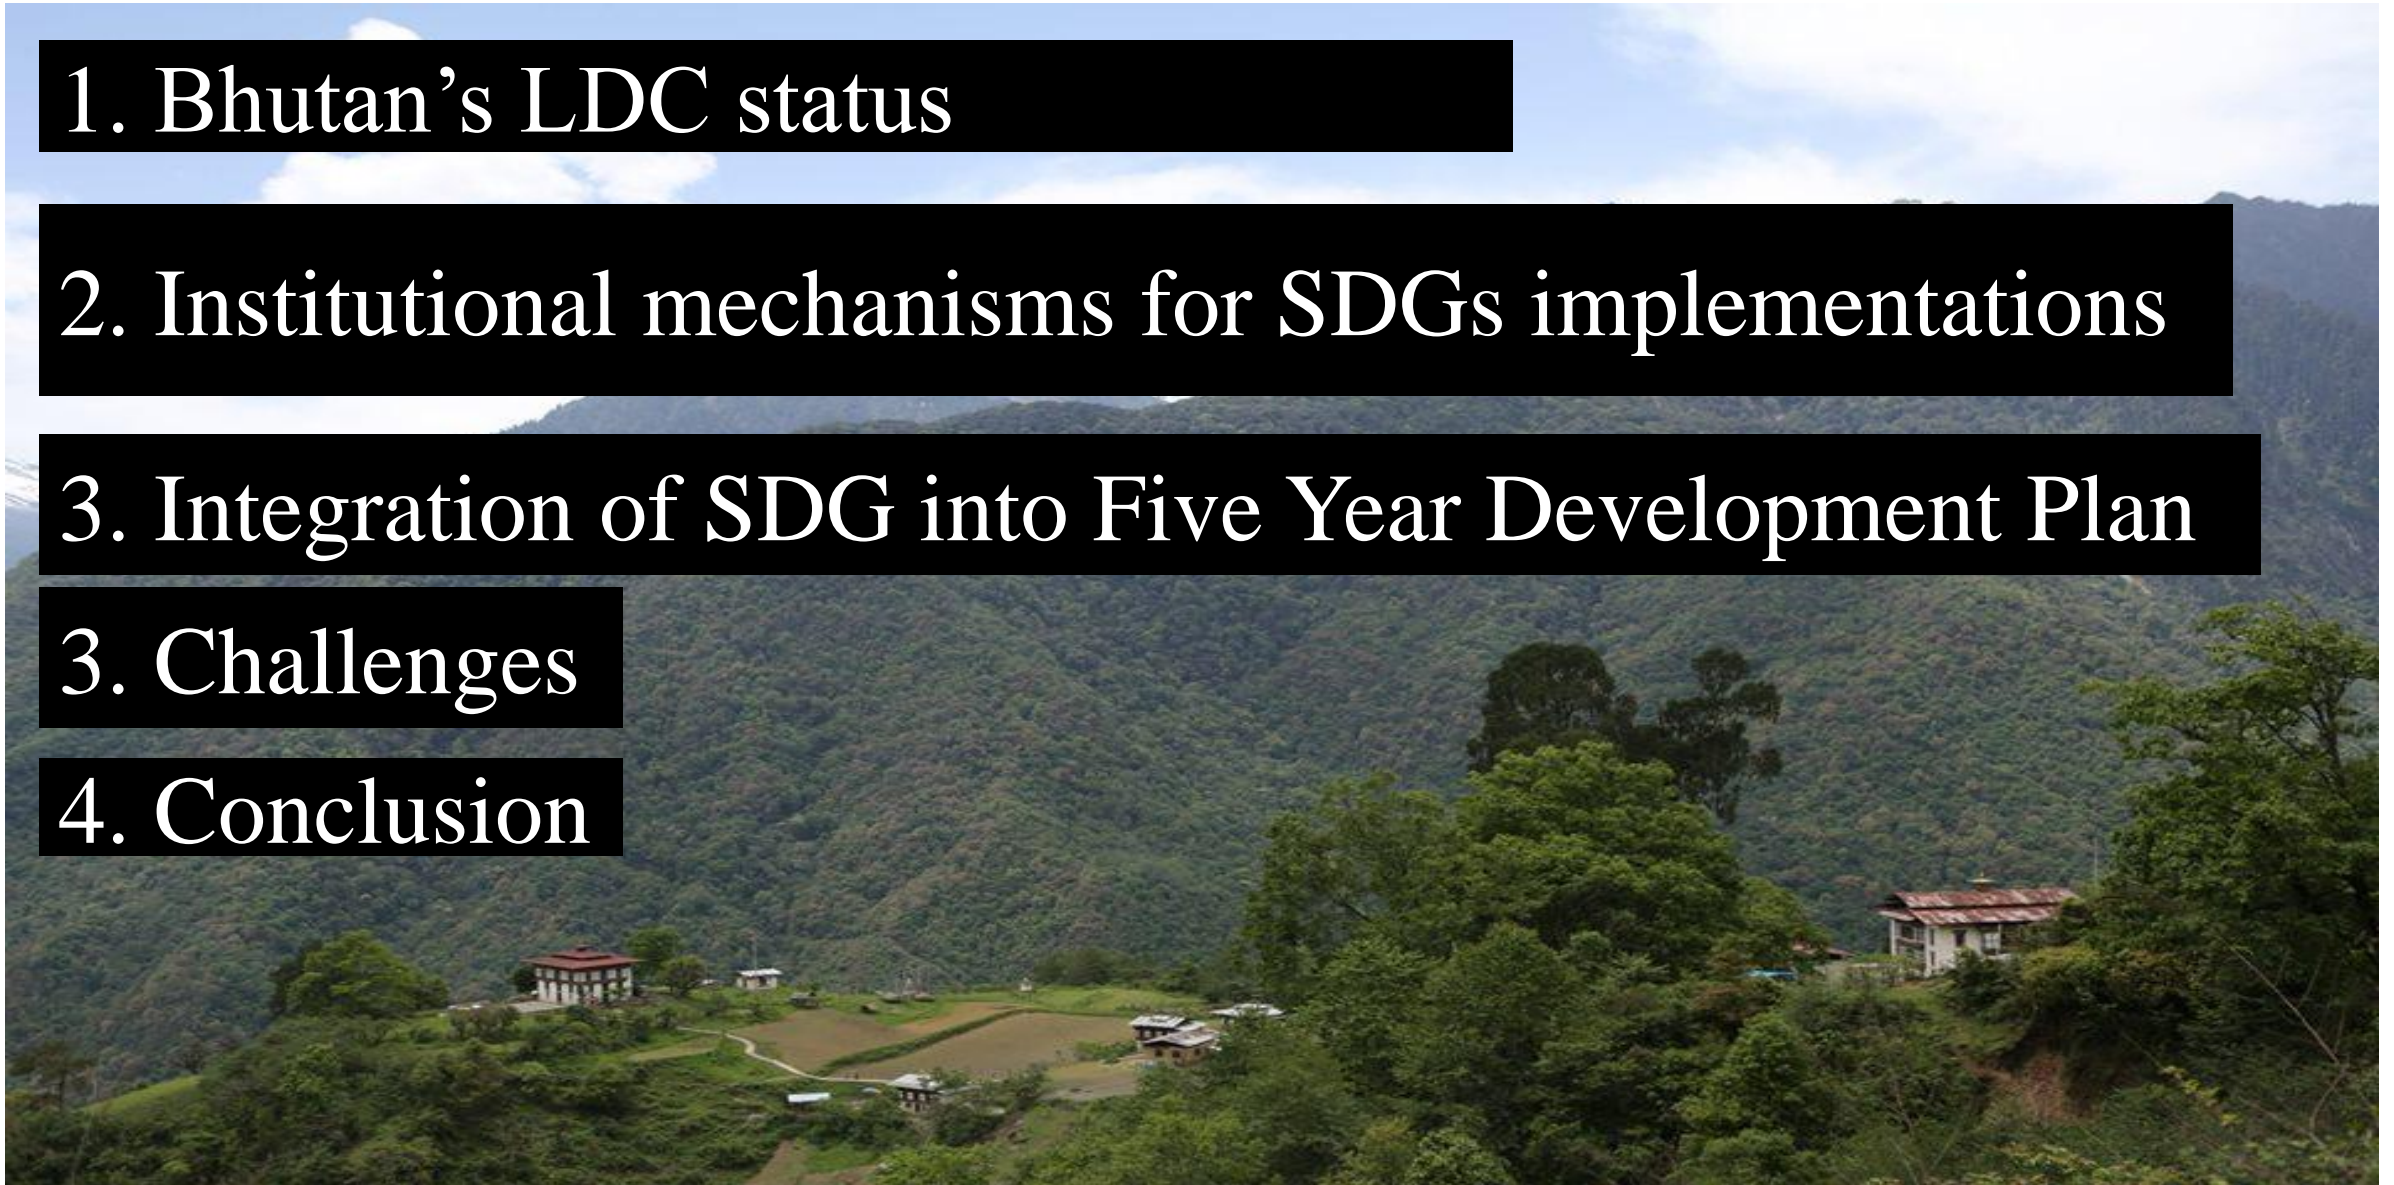 1. Bhutan’s LDC status
2. Institutional mechanisms for SDGs implementations
3. Integration of SDG into Five Year Development Plan
3. Challenges
4. Conclusion